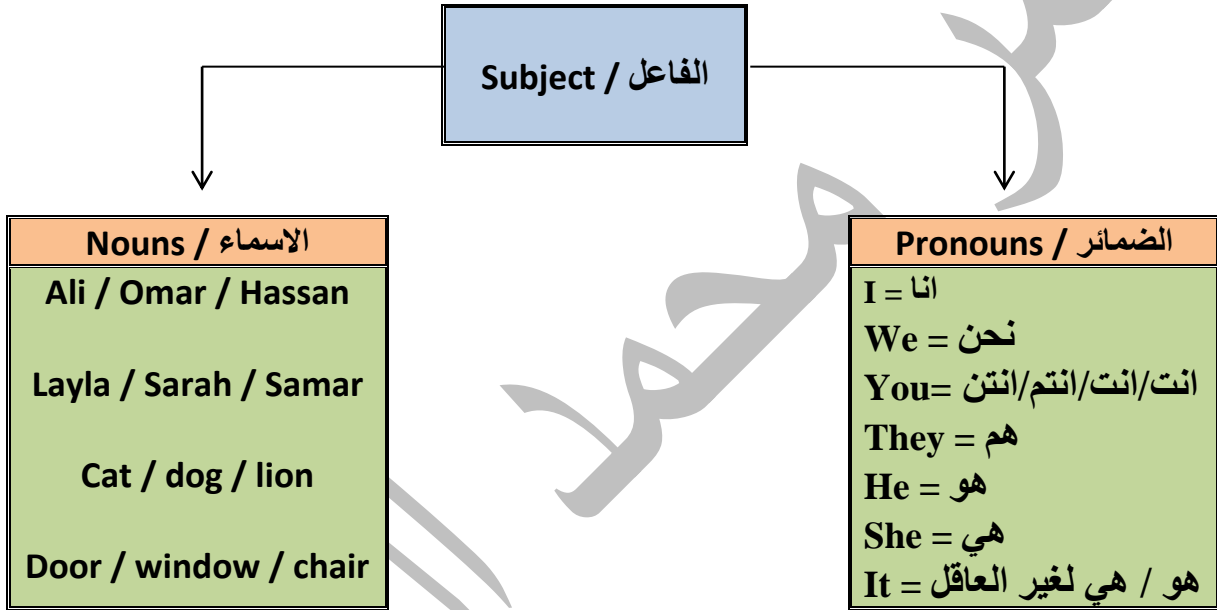 Subject / الفاعل
Nouns / الاسماء
Ali / Omar / Hassan
Layla / Sarah / Samar
Cat / dog / lion
Door / window / chair
Pronouns / الضمائر
I = انا
We = نحن
You= انت/انت/انتم/انتن
They = هم
He = هو
She = هي
It = هو / هي لغير العاقل
محمد